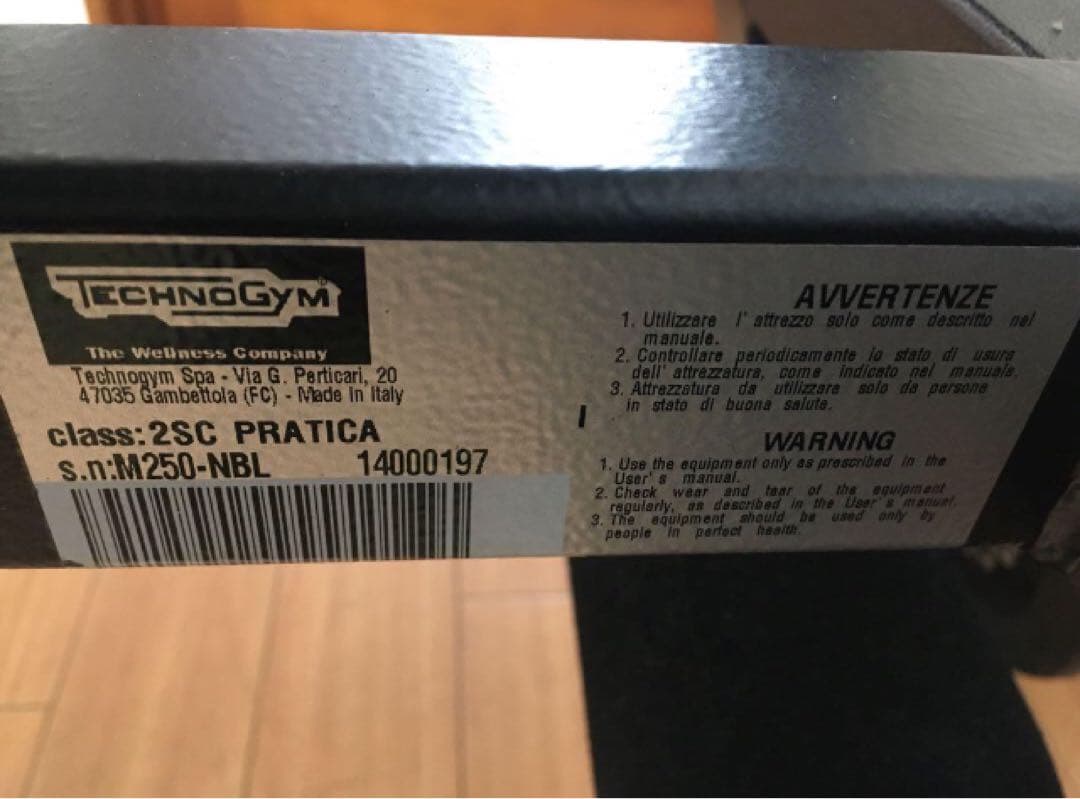 TECHNOGYM®
The Wellness Company
Technogym Spa - Via G. Perticari, 20
47035 Gambettola (FC) - Made in Italy
class:2SC PRATICA
s.n:M250-NBL 14000197
AVVERTENZE
1. Utilizzare l'attrezzo solo come descritto nel
manuale.
2. Controllare periodicamente lo stato di usura
dell'attrezzatura, come indicato nel manuale.
3. Attrezzatura da utilizzare solo da persone
in stato di buona salute.
WARNING
1. Use the equipment only as prescribed in the
User's manual.
2. Check wear and tear of the equipment
regularly, as described in the User's manual.
3. The equipment should be used only by
people in perfect health.